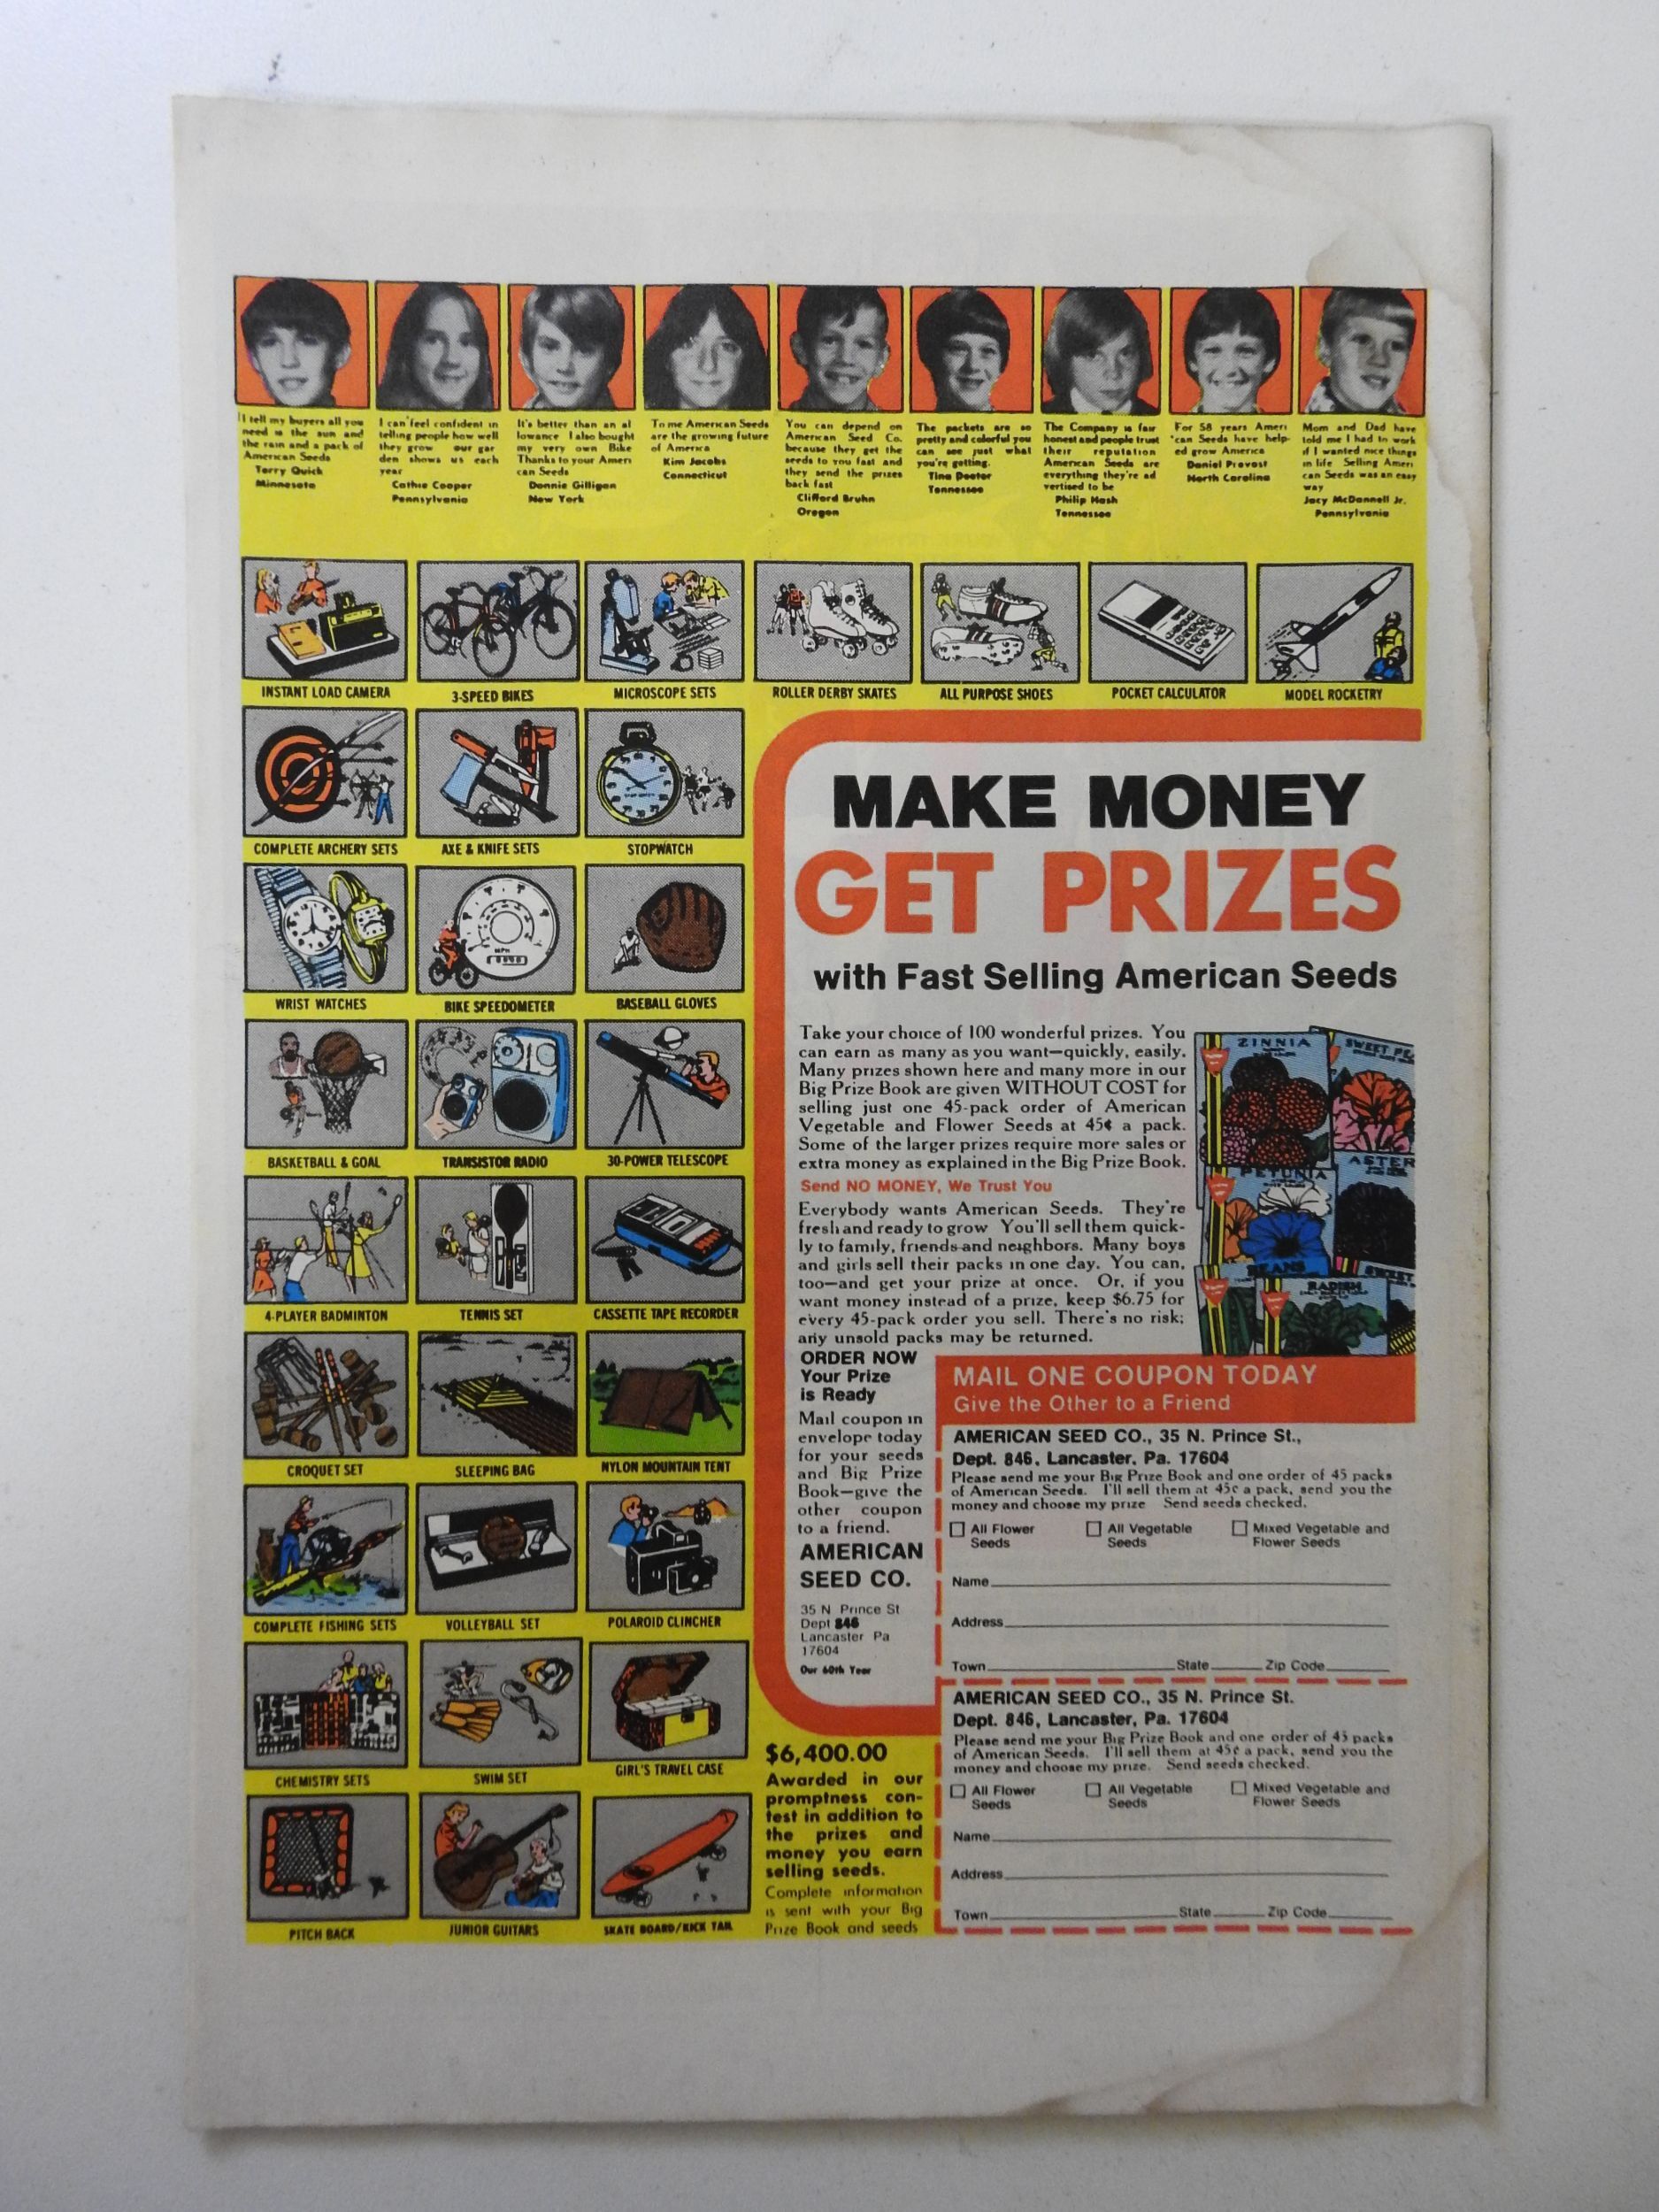 I tell my buyers all you
need is the sun and
the rain and a pack of
American Seeds
Terry Quick
Minnesota
I can feel confident in
telling people how well
they grow our gar
den shows us each
year
Cathie Cooper
Pennsylvania
It's better than an al
lowance I also bought
my very own Bike
Thanks to your Ameri
can Seeds
Donnie Gilligan
New York
To me American Seeds
are the growing future
of America
Kim Jacobs
Connecticut
You can depend on
American Seed Co.
because they get the
seeds to you fast and
they send the prizes
back fast
Clifford Bruhn
Oregon
The packets are so
pretty and colorful you
can see just what
you're getting.
Tina Deeter
Tennessee
The Company is fair
honest and people trust
their reputation
American Seeds are
everything they're ad
vertised to be
Philip Hash
Tennessee
For 58 years Ameri
can Seeds have help-
ed grow America
Daniel Provost
North Carolina
Mom and Dad have
told me I had to work
if I wanted nice things
in life Selling Ameri
can Seeds was an easy
way
Jacy McDannell Jr.
Pennsylvania
INSTANT LOAD CAMERA
3-SPEED BIKES
MICROSCOPE SETS
ROLLER DERBY SKATES
ALL PURPOSE SHOES
POCKET CALCULATOR
MODEL ROCKETRY
COMPLETE ARCHERY SETS
AXE & KNIFE SETS
STOPWATCH
WRIST WATCHES
MPH
BIKE SPEEDOMETER
BASEBALL GLOVES
BASKETBALL & GOAL
TRANSISTOR RADIO
30-POWER TELESCOPE
4-PLAYER BADMINTON
TENNIS SET
CASSETTE TAPE RECORDER
CROQUET SET
SLEEPING BAG
NYLON MOUNTAIN TENT
COMPLETE FISHING SETS
VOLLEYBALL SET
POLAROID CLINCHER
CHEMISTRY SETS
SWIM SET
GIRL'S TRAVEL CASE
PITCH BACK
JUNIOR GUITARS
SKATE BOARD/KICK TAIL
MAKE MONEY
GET PRIZES
with Fast Selling American Seeds
Take your choice of 100 wonderful prizes. You
can earn as many as you want—quickly, easily.
Many prizes shown here and many more in our
Big Prize Book are given WITHOUT COST for
selling just one 45-pack order of American
Vegetable and Flower Seeds at 45¢ a pack.
Some of the larger prizes require more sales or
extra money as explained in the Big Prize Book.
Send NO MONEY, We Trust You
Everybody wants American Seeds. They're
fresh and ready to grow You'll sell them quick-
ly to family, friends and neighbors. Many boys
and girls sell their packs in one day. You can,
too—and get your prize at once. Or, if you
want money instead of a prize, keep $6.75 for
every 45-pack order you sell. There's no risk;
any unsold packs may be returned.
ZINNIA
SWEET PE
PETUNIA
ASTER
BEANS
RADISH
SWEET
ORDER NOW
Your Prize
is Ready
Mail coupon in
envelope today
for your seeds
and Big Prize
Book—give the
other coupon
to a friend.
AMERICAN
SEED CO.
35 N Prince St
Dept 846
Lancaster Pa
17604
Our 60th Year
MAIL ONE COUPON TODAY
Give the Other to a Friend
AMERICAN SEED CO., 35 N. Prince St.,
Dept. 846, Lancaster, Pa. 17604
Please send me your Big Prize Book and one order of 45 packs
of American Seeds. I'll sell them at 45¢ a pack, send you the
money and choose my prize Send seeds checked.
All Flower Seeds
All Vegetable Seeds
Mixed Vegetable and Flower Seeds
Name
Address
Town State Zip Code
AMERICAN SEED CO., 35 N. Prince St.
Dept. 846, Lancaster, Pa. 17604
Please send me your Big Prize Book and one order of 45 packs
of American Seeds. I'll sell them at 45¢ a pack, send you the
money and choose my prize. Send seeds checked.
All Flower Seeds
All Vegetable Seeds
Mixed Vegetable and Flower Seeds
Name
Address
Town State Zip Code
$6,400.00
Awarded in our
promptness con-
test in addition to
the prizes and
money you earn
selling seeds.
Complete information
is sent with your Big
Prize Book and seeds